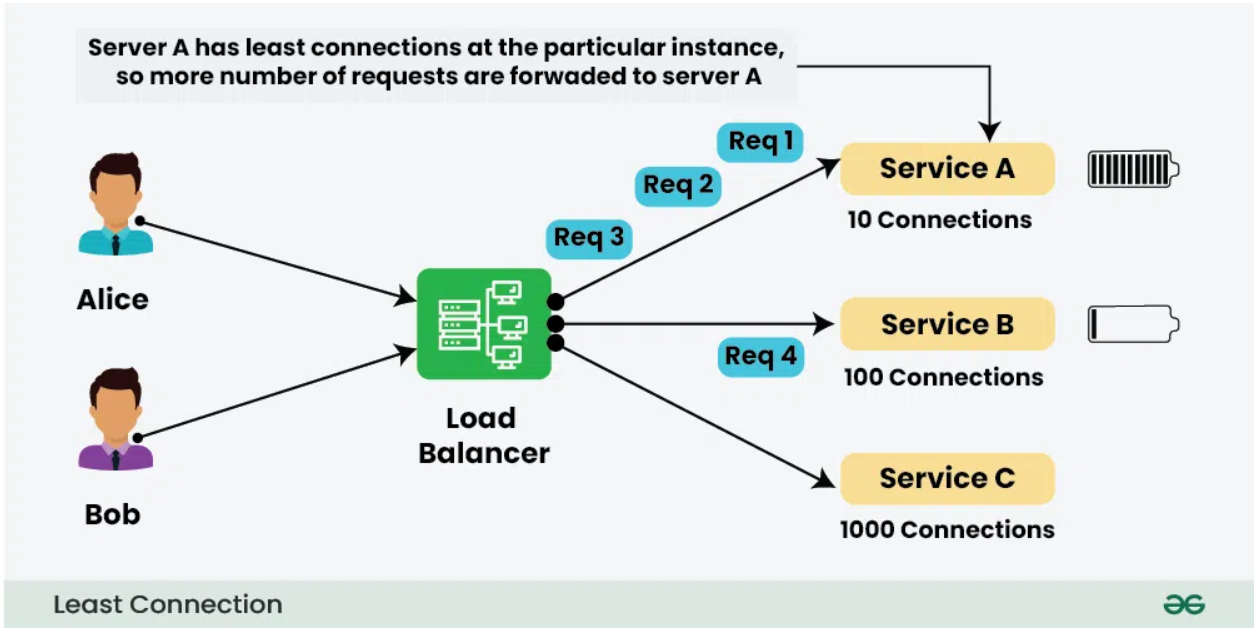 Server A has least connections at the particular instance,
so more number of requests are forwaded to server A
Req 1
Req 2
Req 3
Service A
10 Connections
Alice
Load
Balancer
Req 4
Service B
100 Connections
Bob
Service C
1000 Connections
Least Connection